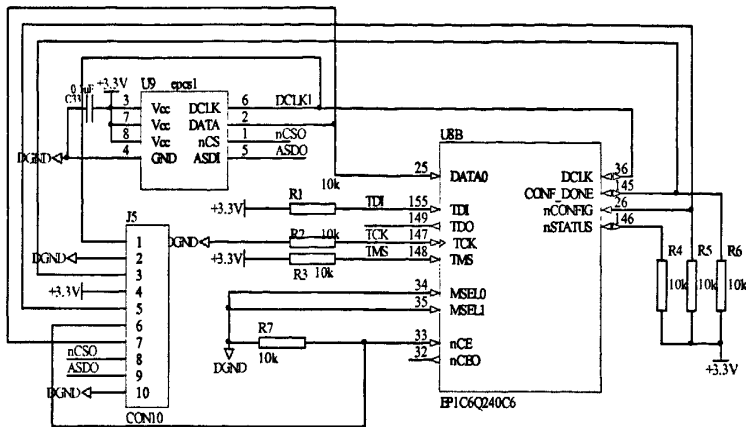 U9 epcs1
+3.3V
0.1uF
C33
3 Vcc DCLK 6 DCLK1
7 Vcc DATA 2
8 Vcc nCS 1 nCSO
4 GND ASDI 5 ASDO
DGND
U8B
25 DATA0 DCLK 36
CONF_DONE 145
nCONFIG 26
nSTATUS 146
+3.3V R1 10k TDI 155 TDI
149 TDO
DGND R2 10k TCK 147 TCK
+3.3V R3 10k TMS 148 TMS
34 MSEL0
35 MSEL1
DGND R7 10k 33 nCE
32 nCEO
EP1C6Q240C6
R4 R5 R6
10k 10k 10k
+3.3V
J5
1
DGND 2
3
+3.3V 4
5
6
7
nCSO 8
ASDO 9
DGND 10
CON10